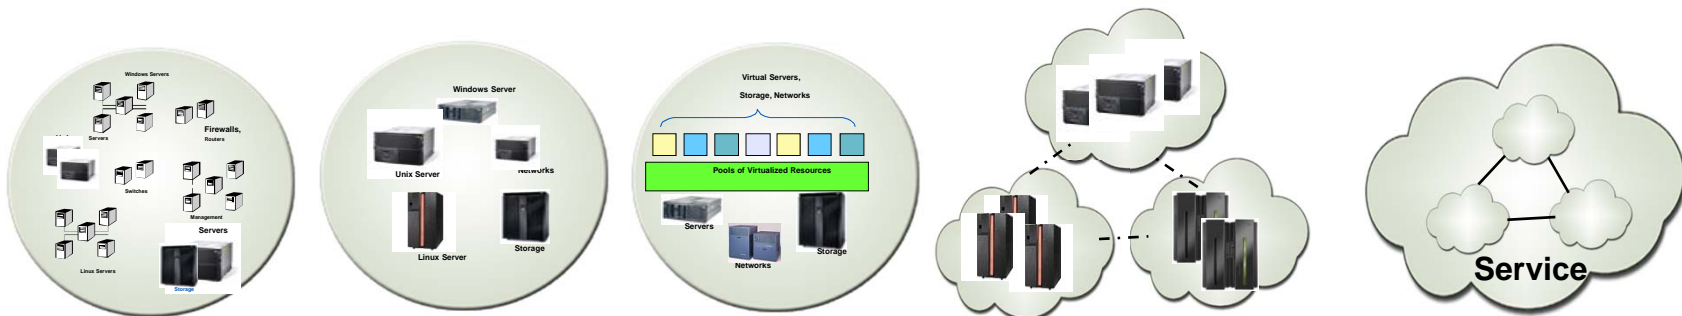 Windows Servers
Servers
Firewalls,
Routers
Switches
Management
Servers
Linux Servers
Storage
Windows Server
Unix Server
Networks
Linux Server
Storage
Virtual Servers,
Storage, Networks
Pools of Virtualized Resources
Servers
Networks
Storage
Service